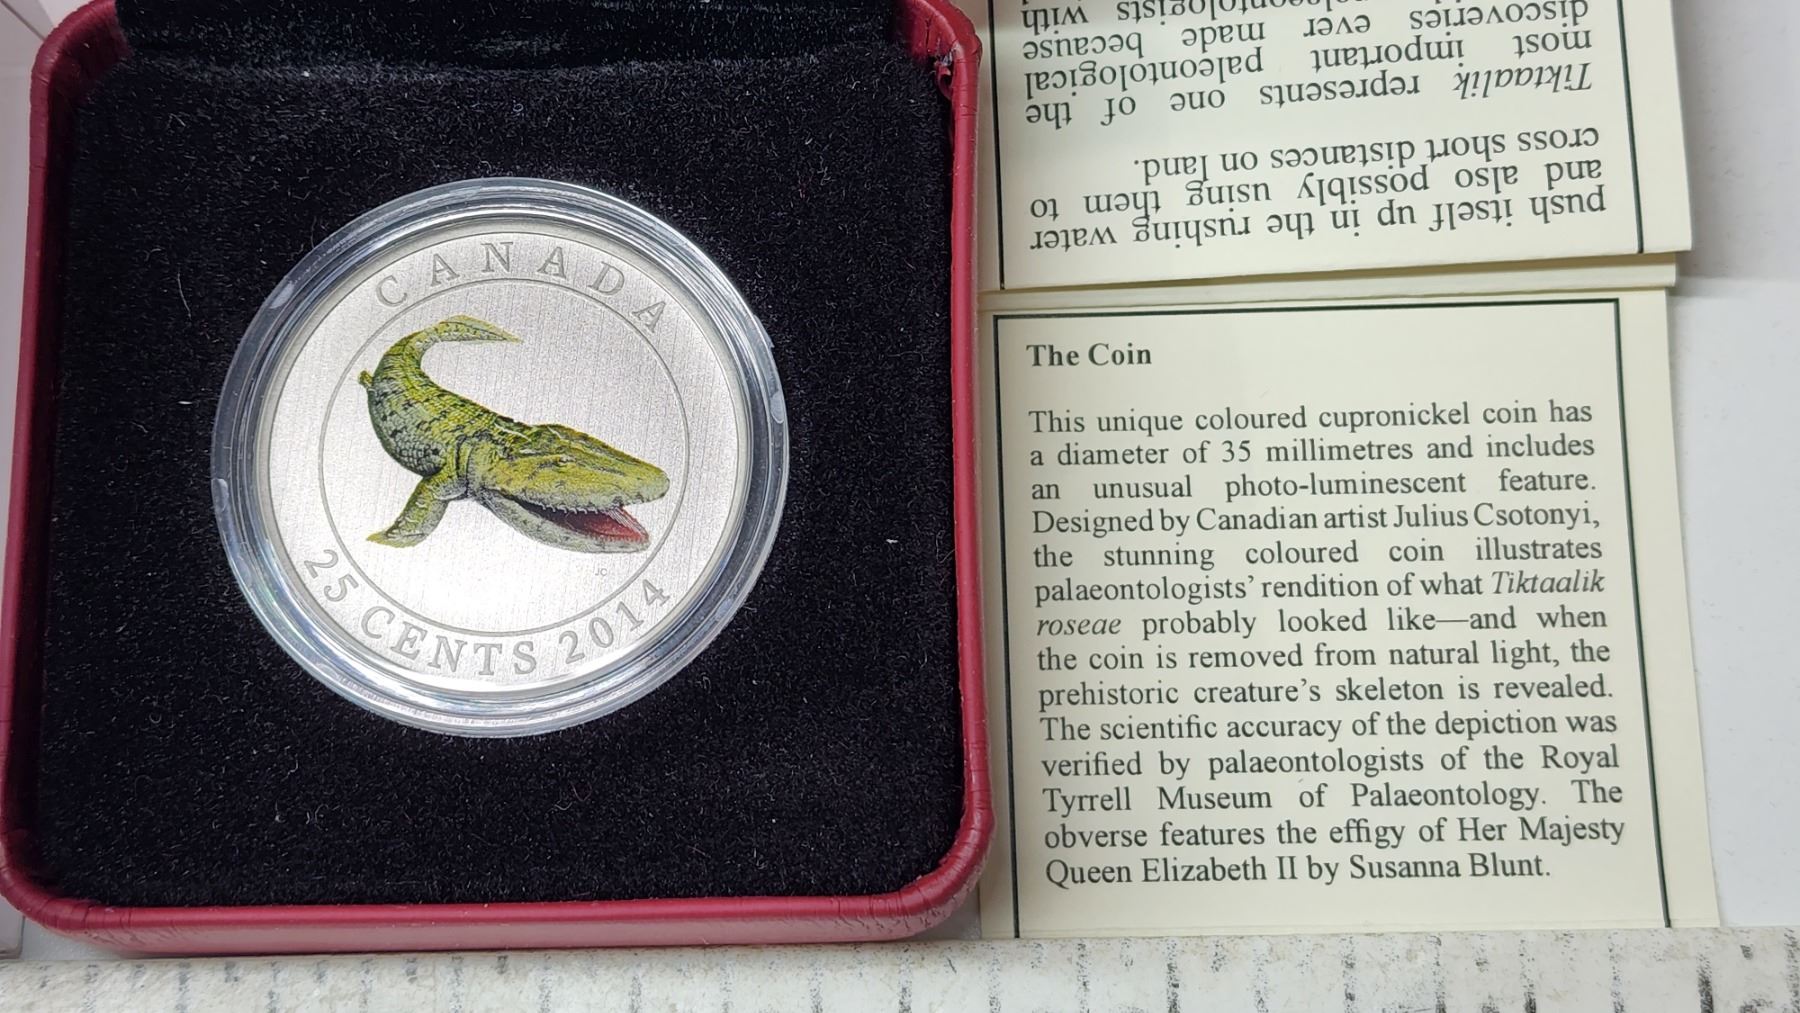 CANADA
25 CENTS 2014
JC
push itself up in the rushing water
and also possibly using them to
cross short distances on land.
Tiktaalik represents one of the
most important paleontological
discoveries ever made because
with
The Coin
This unique coloured cupronickel coin has
a diameter of 35 millimetres and includes
an unusual photo-luminescent feature.
Designed by Canadian artist Julius Csotonyi,
the stunning coloured coin illustrates
palaeontologists' rendition of what Tiktaalik
roseae probably looked like—and when
the coin is removed from natural light, the
prehistoric creature's skeleton is revealed.
The scientific accuracy of the depiction was
verified by palaeontologists of the Royal
Tyrrell Museum of Palaeontology. The
obverse features the effigy of Her Majesty
Queen Elizabeth II by Susanna Blunt.